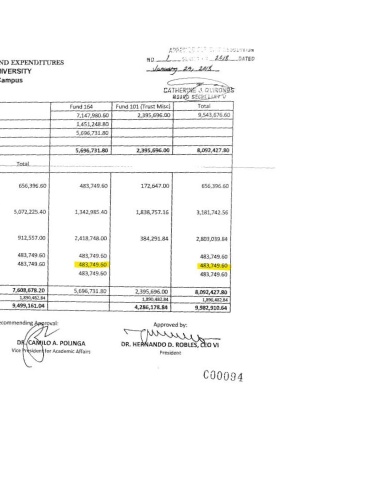 NO 1 2018 DATED
January 29, 2018
ND EXPENDITURES
IVERSITY
Campus
CATHERINE J.
BOARD SECRETARY V
Fund 164 Fund 101 (Trust Misc) Total
7,147,980.60 2,395,696.00 9,543,676.60
1,451,248.80
5,696,731.80
5,696,731.80 2,395,696.00 8,092,427.80
Total
656,396.60 483,749.60 172,647.00 656,396.60
5,072,225.40 1,342,985.40 1,838,757.16 3,181,742.56
912,557.00 2,418,748.00 384,291.84 2,803,039.84
483,749.60 483,749.60 483,749.60
483,749.60 483,749.60 483,749.60
483,749.60 483,749.60
7,608,678.20 5,696,731.80 2,395,696.00 8,092,427.80
1,890,482.84 1,890,482.84 1,890,482.84
9,499,161.04 4,286,178.84 9,982,910.64
ecommending Approval: Approved by:
DR. CAMILO A. POLINGA DR. HERNANDO D. ROBLES, CEO VI
Vice President for Academic Affairs President
C00094